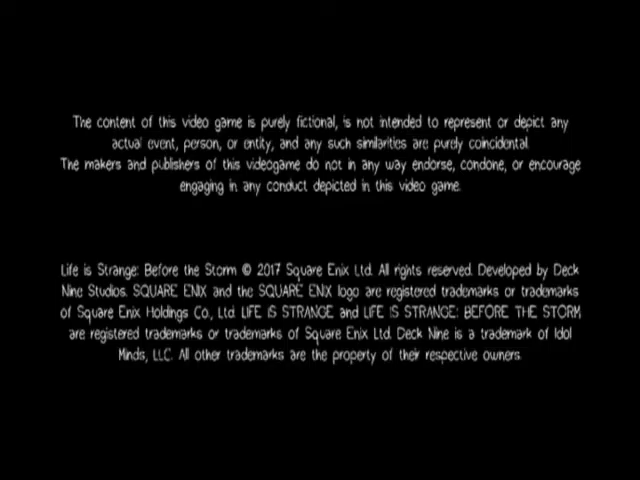 The content of this video game is purely fictional, is not intended to represent or depict any
actual event, person, or entity, and any such similarities are purely coincidental.
The makers and publishers of this videogame do not in any way endorse, condone, or encourage
engaging in any conduct depicted in this video game.
Life is Strange: Before the Storm © 2017 Square Enix Ltd. All rights reserved. Developed by Deck
Nine Studios. SQUARE ENIX and the SQUARE ENIX logo are registered trademarks or trademarks
of Square Enix Holdings Co., Ltd. LIFE IS STRANGE and LIFE IS STRANGE: BEFORE THE STORM
are registered trademarks or trademarks of Square Enix Ltd. Deck Nine is a trademark of Idol
Minds, LLC. All other trademarks are the property of their respective owners.